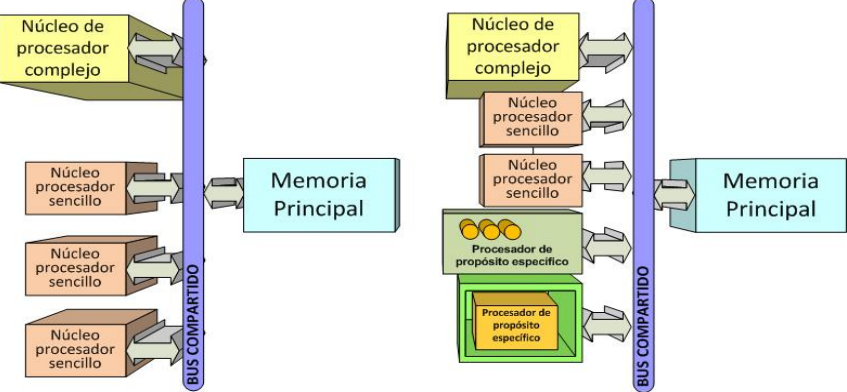 Núcleo de
procesador
complejo
Núcleo
procesador
sencillo
Núcleo
procesador
sencillo
Núcleo
procesador
sencillo
BUS COMPARTIDO
Memoria
Principal
Núcleo de
procesador
complejo
Núcleo
procesador
sencillo
Núcleo
procesador
sencillo
Procesador de
propósito específico
Procesador de
propósito
específico
BUS COMPARTIDO
Memoria
Principal